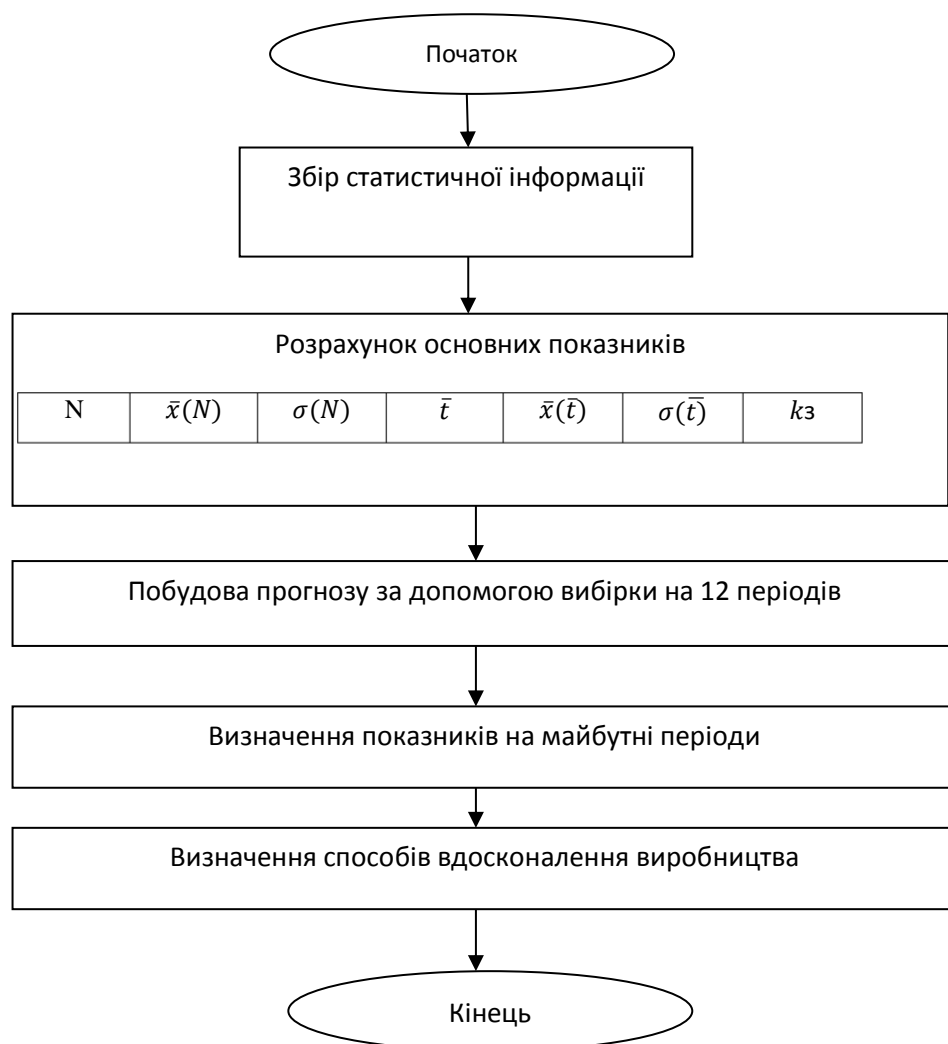 Початок
Збір статистичної інформації
Розрахунок основних показників
N x̄(N) σ(N) t̄ x̄(t̄) σ(t̄) kз
Побудова прогнозу за допомогою вибірки на 12 періодів
Визначення показників на майбутні періоди
Визначення способів вдосконалення виробництва
Кінець